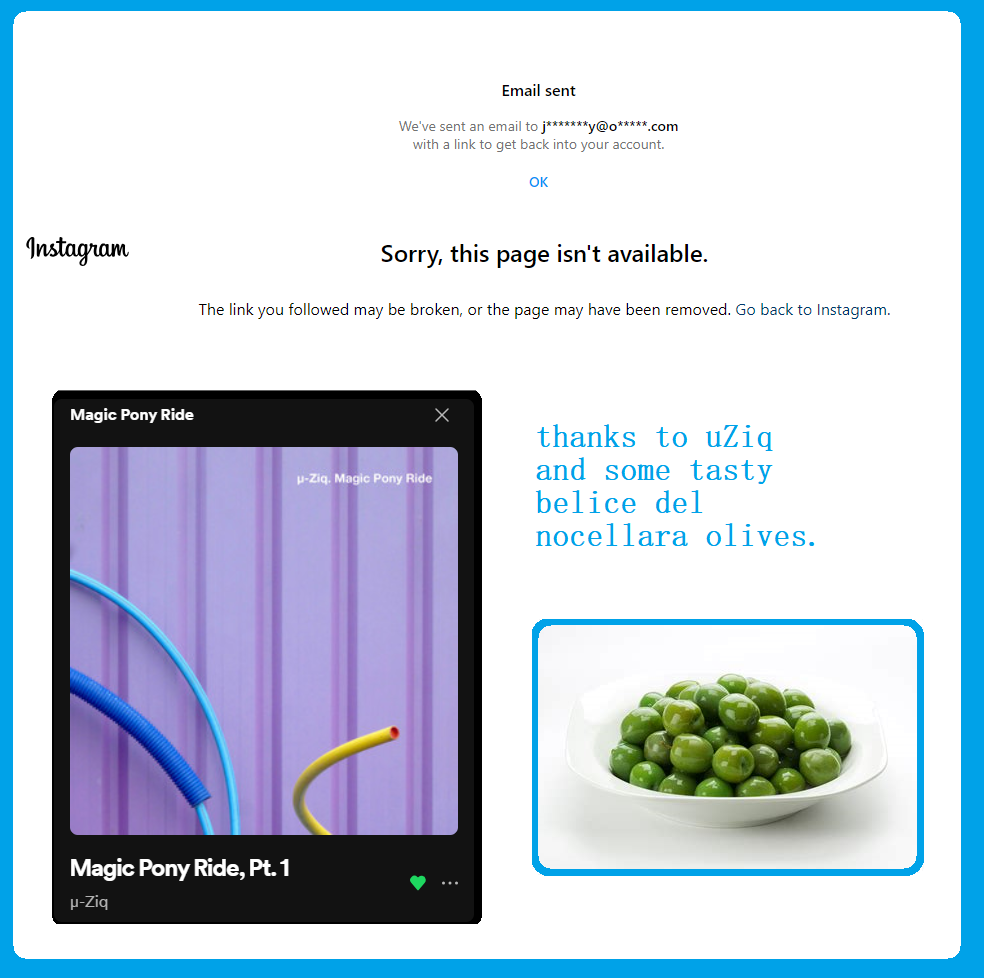 Email sent
We've sent an email to j*******y@o*****.com
with a link to get back into your account.
OK
Instagram
Sorry, this page isn't available.
The link you followed may be broken, or the page may have been removed. Go back to Instagram.
Magic Pony Ride
µ-Ziq. Magic Pony Ride
Magic Pony Ride, Pt. 1
µ-Ziq
thanks to uZiq
and some tasty
belice del
nocellara olives.